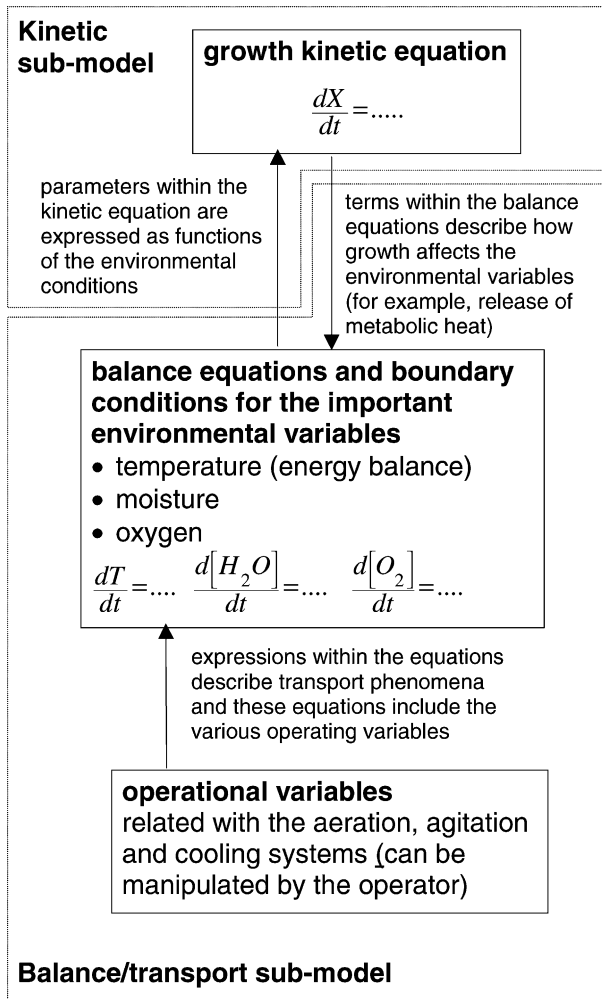 Kinetic
sub-model
growth kinetic equation
dX/dt = .....
parameters within the
kinetic equation are
expressed as functions
of the environmental
conditions
terms within the balance
equations describe how
growth affects the
environmental variables
(for example, release of
metabolic heat)
balance equations and boundary
conditions for the important
environmental variables
• temperature (energy balance)
• moisture
• oxygen
dT/dt = .... d[H₂O]/dt = .... d[O₂]/dt = ....
expressions within the equations
describe transport phenomena
and these equations include the
various operating variables
operational variables
related with the aeration, agitation
and cooling systems (can be
manipulated by the operator)
Balance/transport sub-model